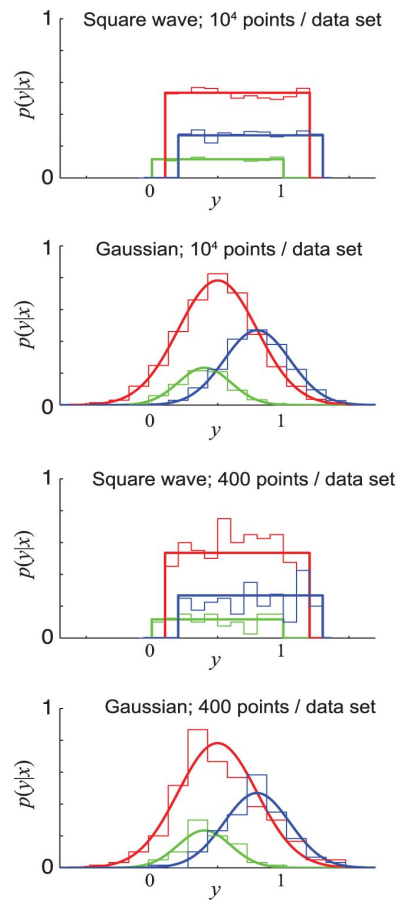 Square wave; 10⁴ points / data set
1
p(y|x)
0
0 1
y
Gaussian; 10⁴ points / data set
1
p(y|x)
0
0 1
y
Square wave; 400 points / data set
1
p(y|x)
0
0 1
y
Gaussian; 400 points / data set
1
p(y|x)
0
0 1
y